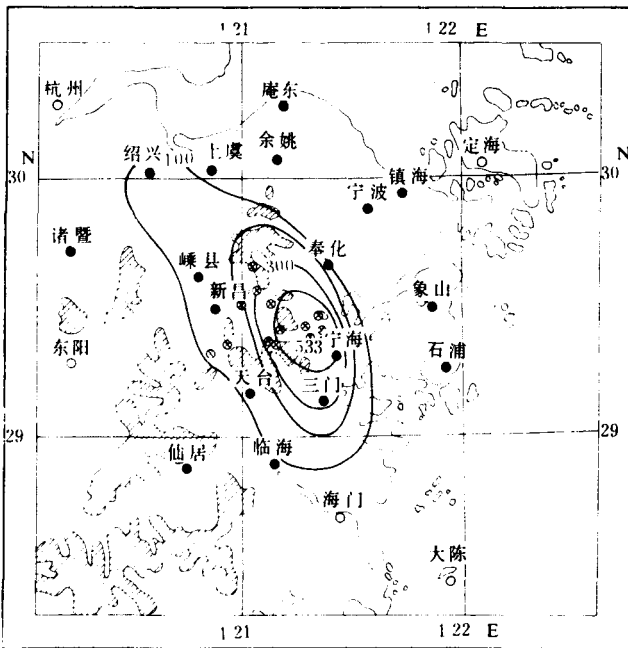 121 122 E
杭州
庵东
绍兴 100 上虞 余姚 定海
N 30 30 N
宁波 镇海
诸暨
嵊县 奉化
300
新昌 象山
东阳 533 宁海 石浦
天台 三门
29 29
仙居 临海
海门
大陈
121 122 E